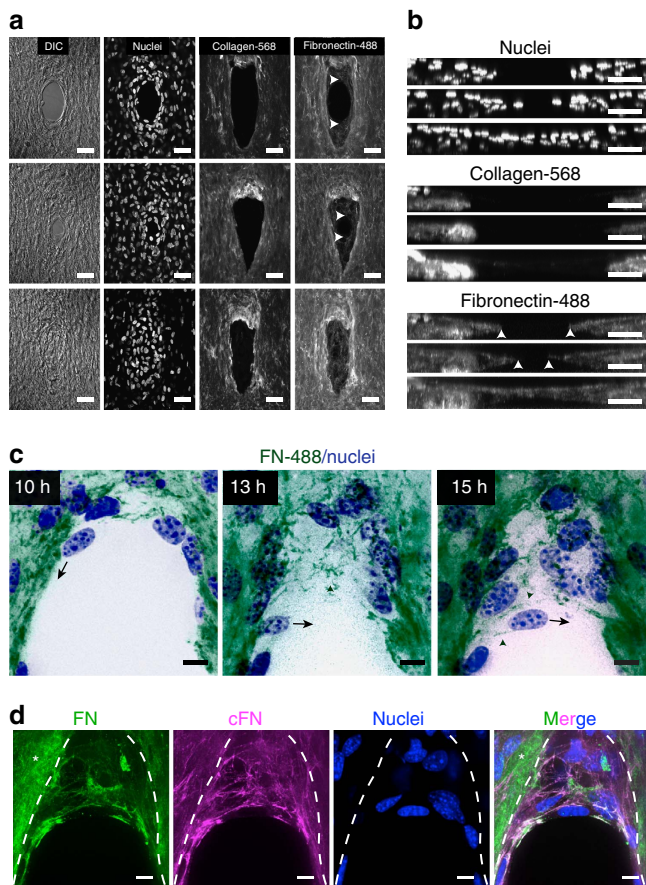 a
DIC
Nuclei
Collagen-568
Fibronectin-488
b
Nuclei
Collagen-568
Fibronectin-488
c
FN-488/nuclei
10 h
13 h
15 h
*
d
FN
cFN
Nuclei
Merge
*
*